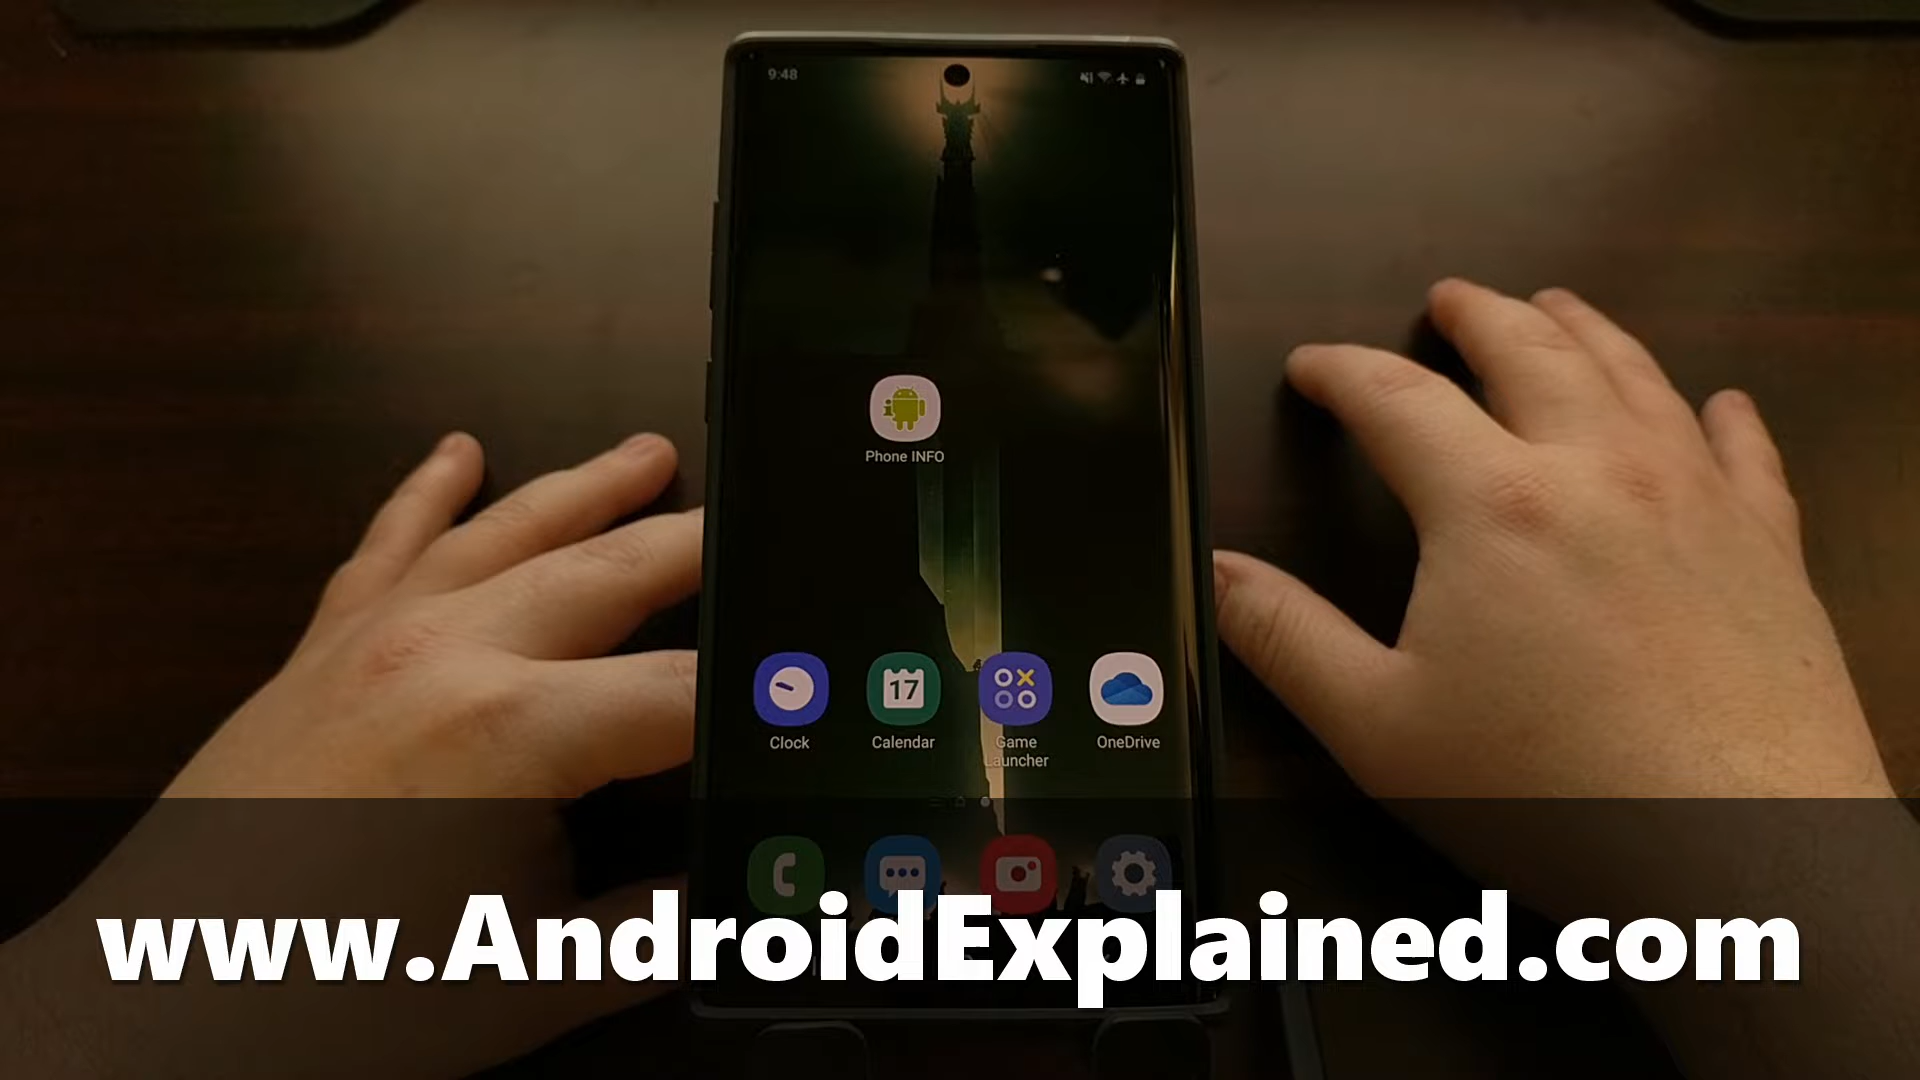 9:48
Phone INFO
17
Clock
Calendar
Game
Launcher
OneDrive
www.AndroidExplained.com